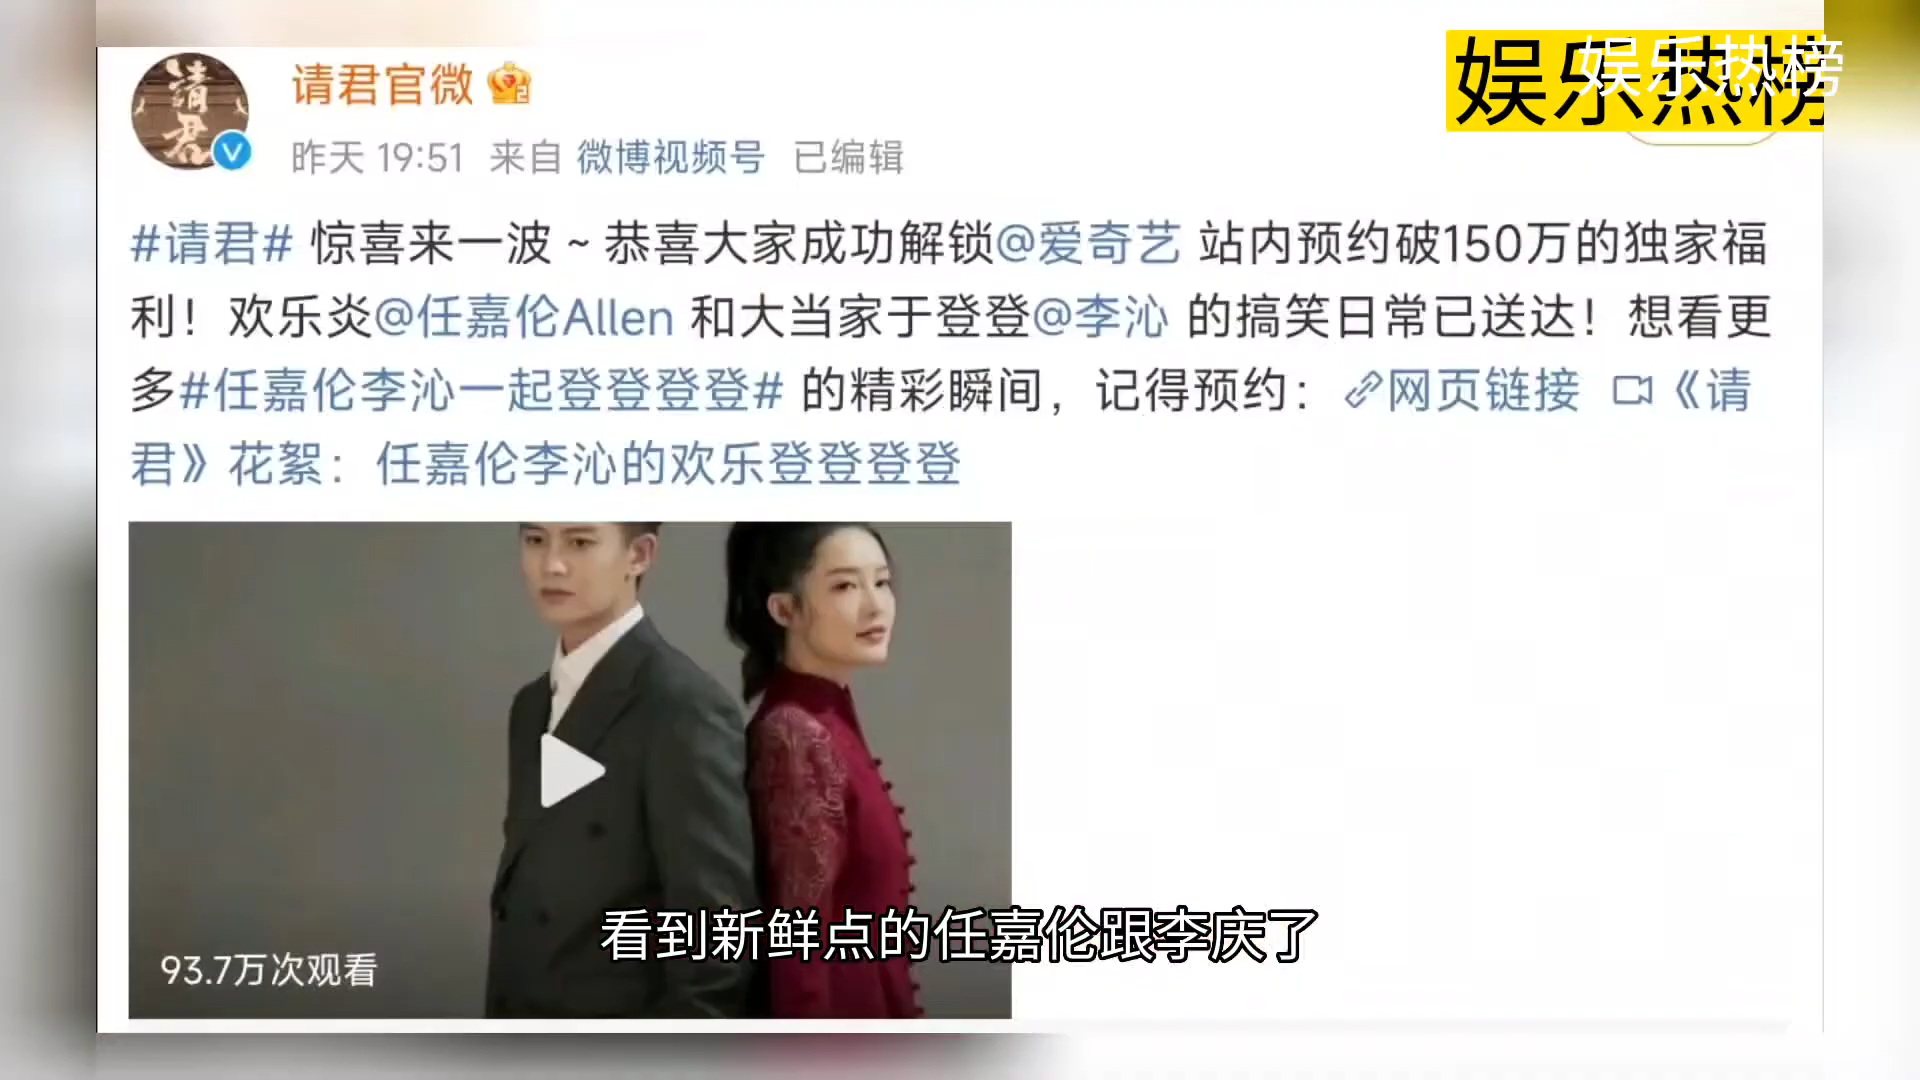 娱乐热榜
娱乐热榜
请君
请君官微
昨天 19:51 来自 微博视频号 已编辑
#请君# 惊喜来一波～恭喜大家成功解锁@爱奇艺 站内预约破150万的独家福
利！欢乐炎@任嘉伦Allen 和大当家于登登@李沁 的搞笑日常已送达！想看更
多#任嘉伦李沁一起登登登登# 的精彩瞬间，记得预约：网页链接 《请
君》花絮：任嘉伦李沁的欢乐登登登登
看到新鲜点的任嘉伦跟李庆了
93.7万次观看